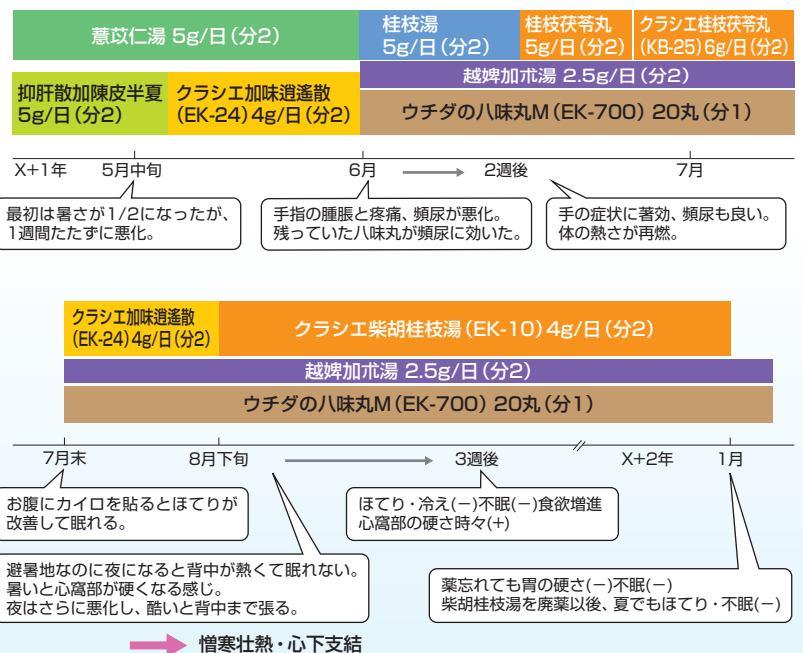 薏苡仁湯 5g/日(分2)
桂枝湯
5g/日(分2)
桂枝茯苓丸
5g/日(分2)
クラシエ桂枝茯苓丸
(KB-25)6g/日(分2)
越婢加朮湯 2.5g/日(分2)
抑肝散加陳皮半夏
5g/日(分2)
クラシエ加味逍遙散
(EK-24)4g/日(分2)
ウチダの八味丸M(EK-700) 20丸(分1)
X+1年
5月中旬
6月
2週後
7月
最初は暑さが1/2になったが、
1週間たたずに悪化。
手指の腫脹と疼痛、頻尿が悪化。
残っていた八味丸が頻尿に効いた。
手の症状に著効、頻尿も良い。
体の熱さが再燃。
クラシエ加味逍遙散
(EK-24)4g/日(分2)
クラシエ柴胡桂枝湯(EK-10)4g/日(分2)
越婢加朮湯 2.5g/日(分2)
ウチダの八味丸M(EK-700) 20丸(分1)
7月末
8月下旬
3週後
X+2年
1月
お腹にカイロを貼るとほてりが
改善して眠れる。
ほてり・冷え(−)不眠(−)食欲増進
心窩部の硬さ時々(+)
避暑地なのに夜になると背中が熱くて眠れない。
暑いと心窩部が硬くなる感じ。
夜はさらに悪化し、酷いと背中まで張る。
薬忘れても胃の硬さ(−)不眠(−)
柴胡桂枝湯を廃薬以後、夏でもほてり・不眠(−)
憎寒壮熱・心下支結